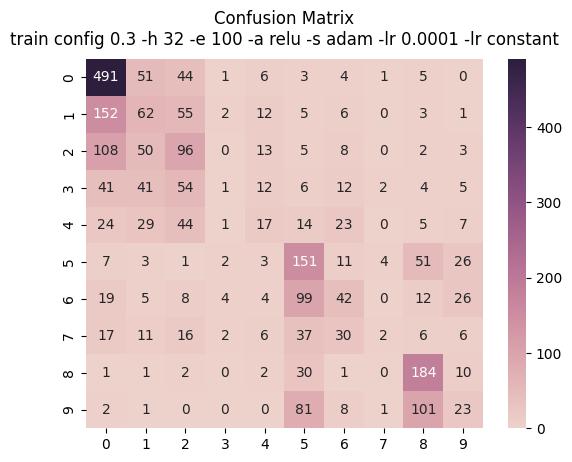 Confusion Matrix
train config 0.3 -h 32 -e 100 -a relu -s adam -lr 0.0001 -lr constant
0 491 51 44 1 6 3 4 1 5 0
1 152 62 55 2 12 5 6 0 3 1
2 108 50 96 0 13 5 8 0 2 3
3 41 41 54 1 12 6 12 2 4 5
4 24 29 44 1 17 14 23 0 5 7
5 7 3 1 2 3 151 11 4 51 26
6 19 5 8 4 4 99 42 0 12 26
7 17 11 16 2 6 37 30 2 6 6
8 1 1 2 0 2 30 1 0 184 10
9 2 1 0 0 0 81 8 1 101 23
0 1 2 3 4 5 6 7 8 9
400
300
200
100
0